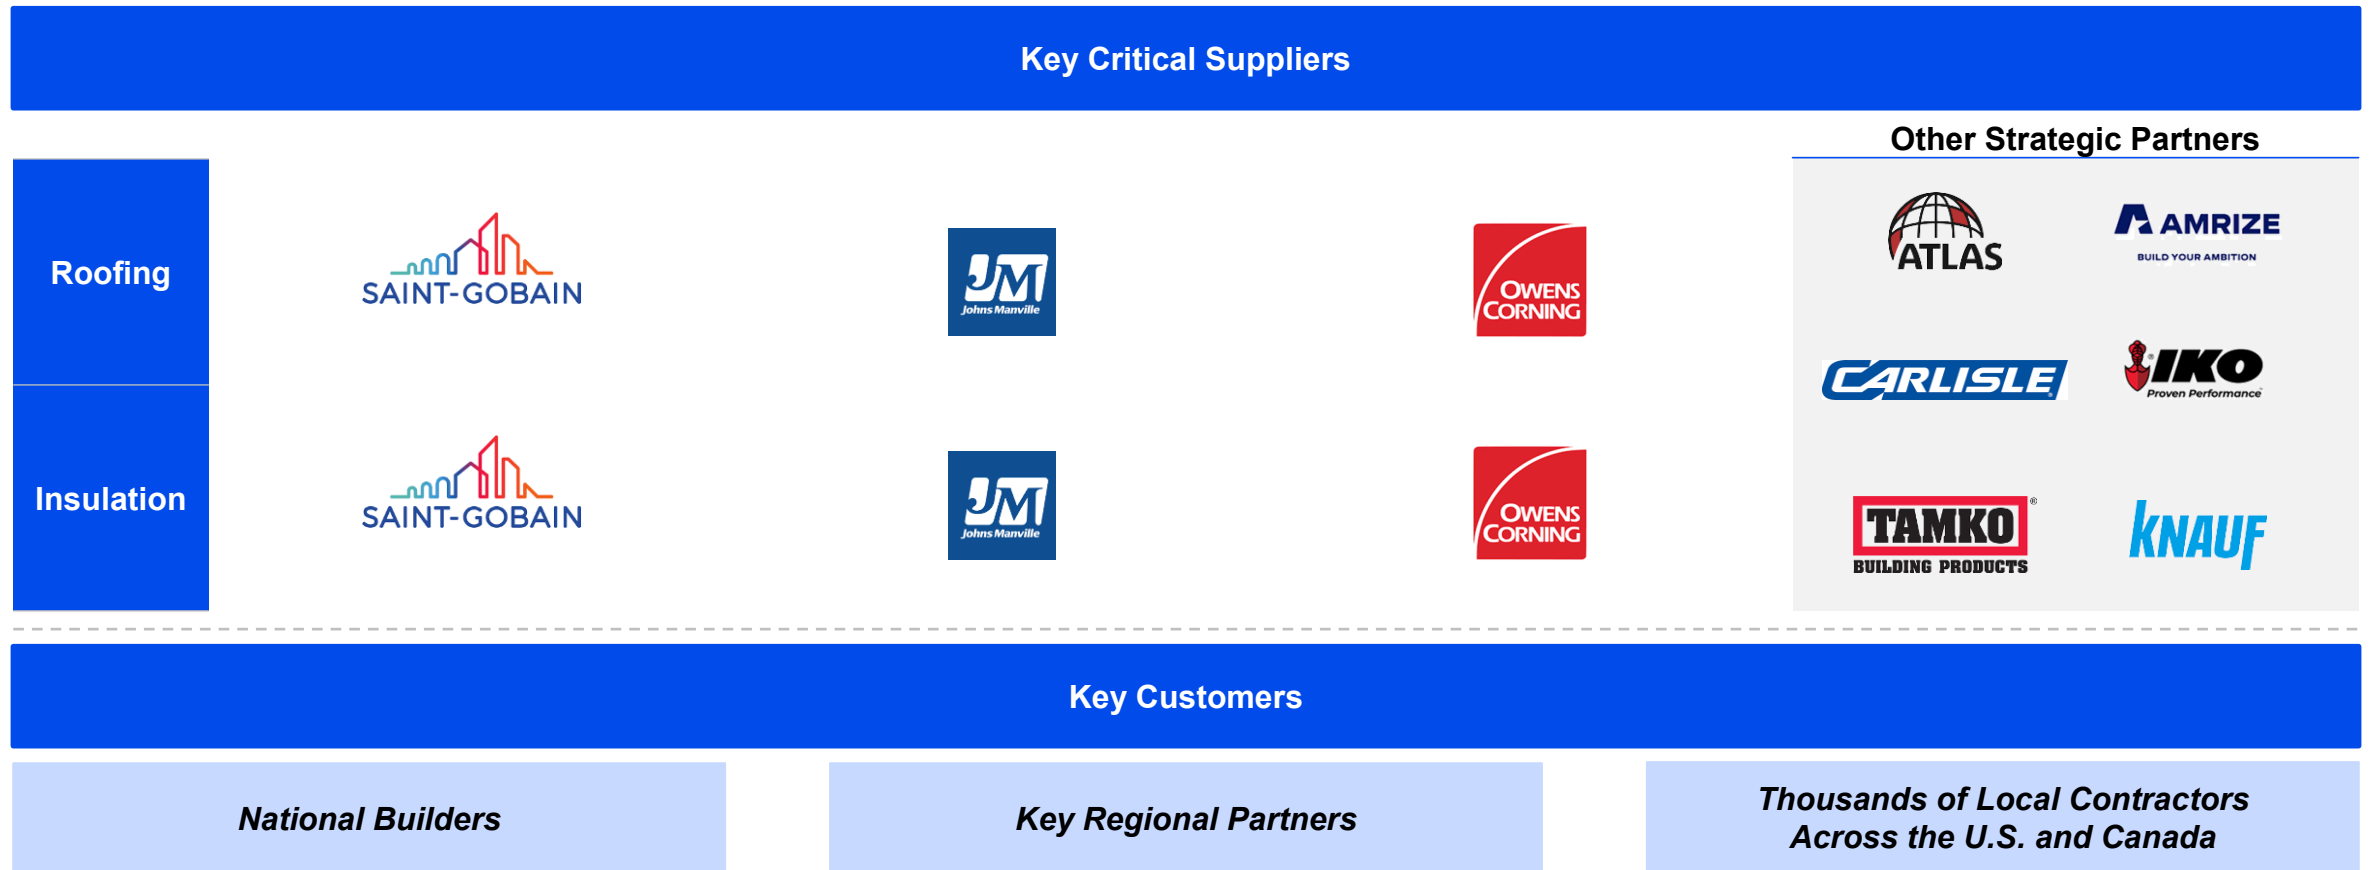 Key Critical Suppliers
Other Strategic Partners
Roofing
SAINT-GOBAIN
JM
Johns Manville
OWENS
CORNING
ATLAS
AMRIZE
BUILD YOUR AMBITION
CARLISLE®
®IKO
Proven Performance™
Insulation
SAINT-GOBAIN
JM
Johns Manville
OWENS
CORNING
TAMKO®
BUILDING PRODUCTS
KNAUF
Key Customers
National Builders
Key Regional Partners
Thousands of Local Contractors
Across the U.S. and Canada